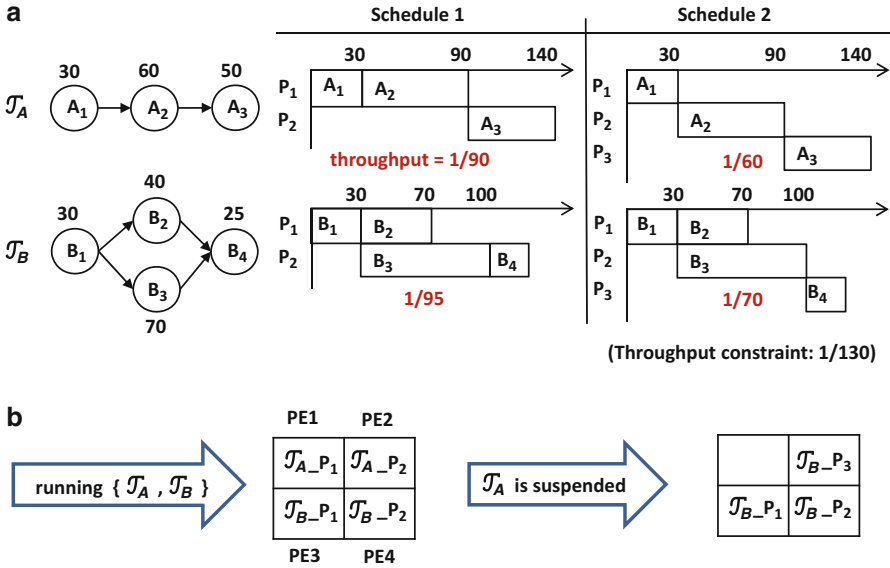 a
Schedule 1
Schedule 2
30 60 50
𝒯A A1 A2 A3
30 90 140
P1 A1 A2
P2 A3
throughput = 1/90
30 90 140
P1 A1
P2 A2
P3 A3
1/60
40
30 25
𝒯B B1 B2 B3 B4
70
30 70 100
P1 B1 B2
P2 B3 B4
1/95
30 70 100
P1 B1 B2
P2 B3
P3 B4
1/70
(Throughput constraint: 1/130)
b
running { 𝒯A , 𝒯B }
PE1 PE2
𝒯A_P1 𝒯A_P2
𝒯B_P1 𝒯B_P2
PE3 PE4
𝒯A is suspended
𝒯B_P3
𝒯B_P1 𝒯B_P2